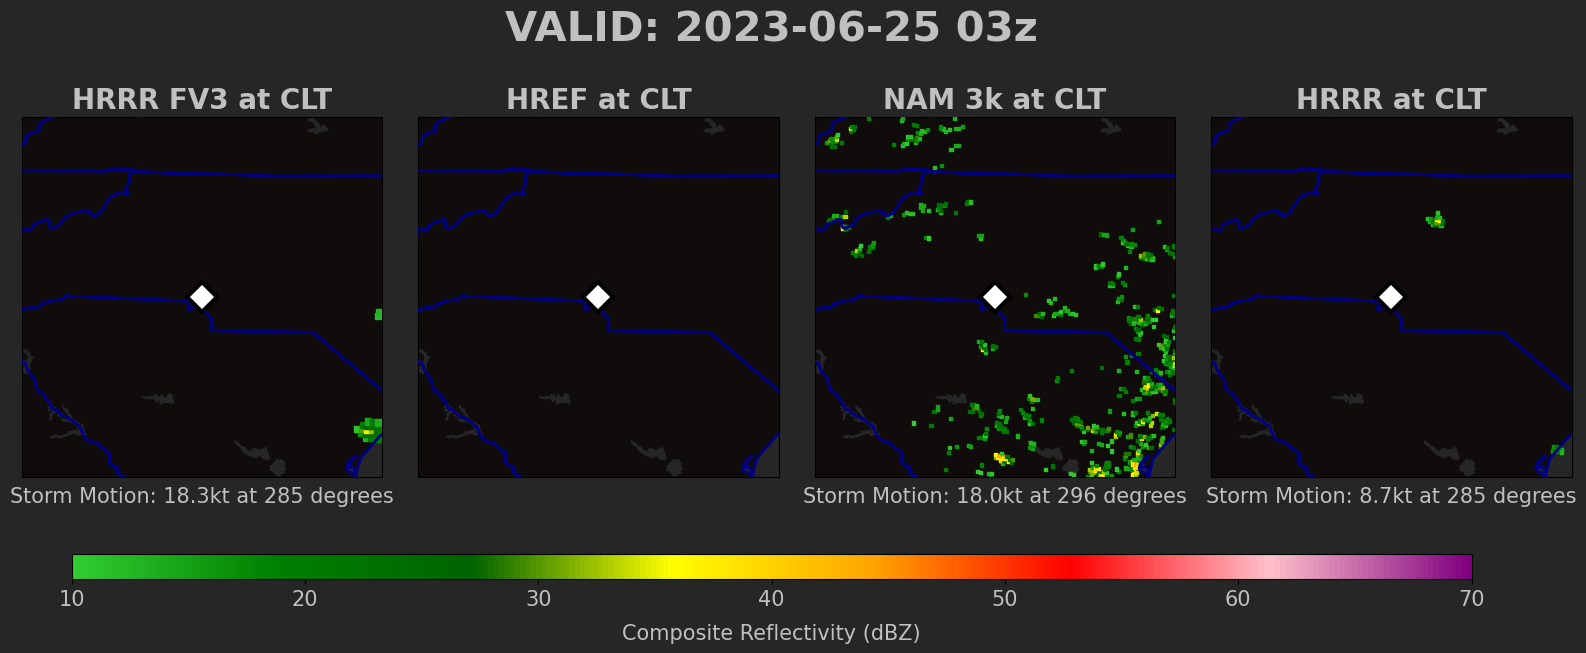 VALID: 2023-06-25 03z
HRRR FV3 at CLT
HREF at CLT
NAM 3k at CLT
HRRR at CLT
Storm Motion: 18.3kt at 285 degrees
Storm Motion: 18.0kt at 296 degrees
Storm Motion: 8.7kt at 285 degrees
10 20 30 40 50 60 70
Composite Reflectivity (dBZ)